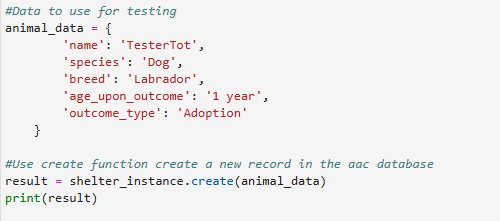 #Data to use for testing
animal_data = {
        'name': 'TesterTot',
        'species': 'Dog',
        'breed': 'Labrador',
        'age_upon_outcome': '1 year',
        'outcome_type': 'Adoption'
    }

#Use create function create a new record in the aac database
result = shelter_instance.create(animal_data)
print(result)